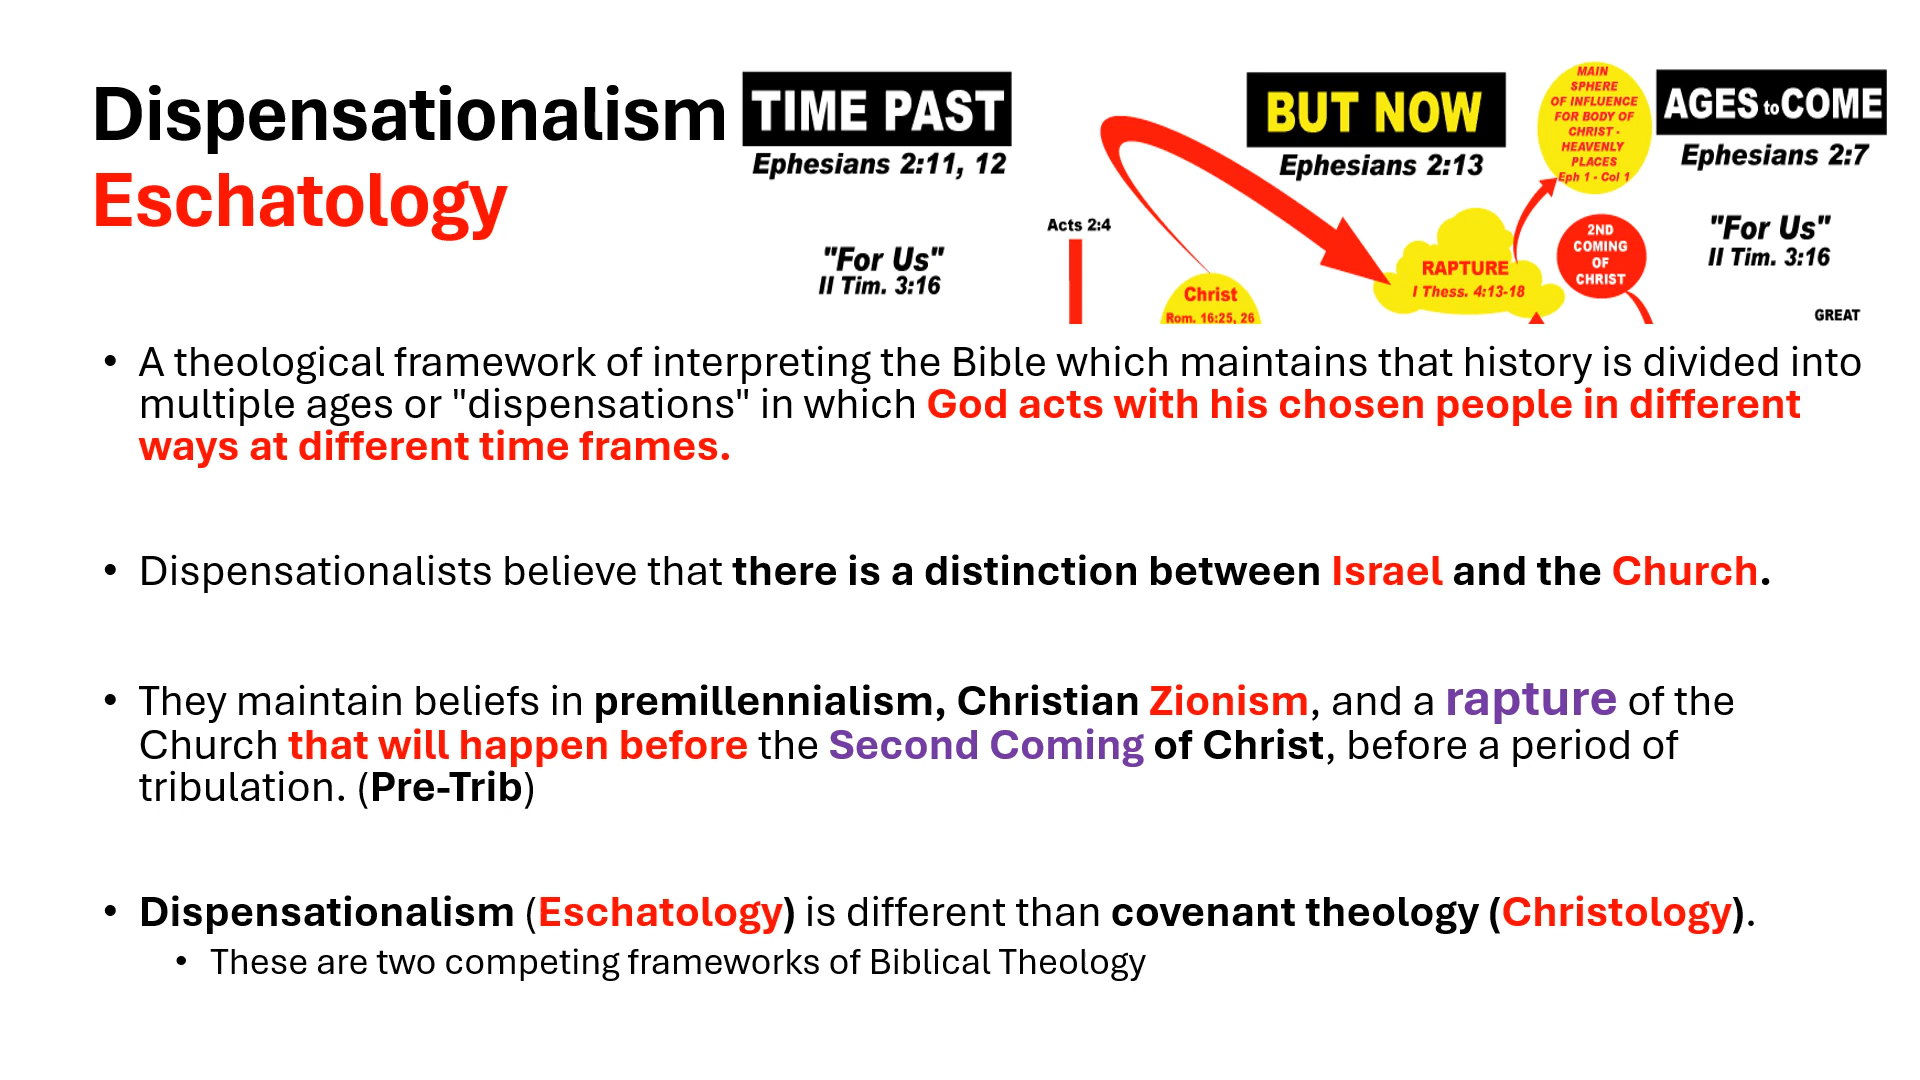 Dispensationalism
Eschatology
TIME PAST
Ephesians 2:11, 12
"For Us"
II Tim. 3:16
Acts 2:4
Christ
Rom. 16:25, 26
BUT NOW
Ephesians 2:13
RAPTURE
I Thess. 4:13-18
MAIN
SPHERE
OF INFLUENCE
FOR BODY OF
CHRIST -
HEAVENLY
PLACES
Eph 1 - Col 1
2ND
COMING
OF
CHRIST
AGES to COME
Ephesians 2:7
"For Us"
II Tim. 3:16
GREAT
• A theological framework of interpreting the Bible which maintains that history is divided into
multiple ages or "dispensations" in which God acts with his chosen people in different
ways at different time frames.
• Dispensationalists believe that there is a distinction between Israel and the Church.
• They maintain beliefs in premillennialism, Christian Zionism, and a rapture of the
Church that will happen before the Second Coming of Christ, before a period of
tribulation. (Pre-Trib)
• Dispensationalism (Eschatology) is different than covenant theology (Christology).
• These are two competing frameworks of Biblical Theology